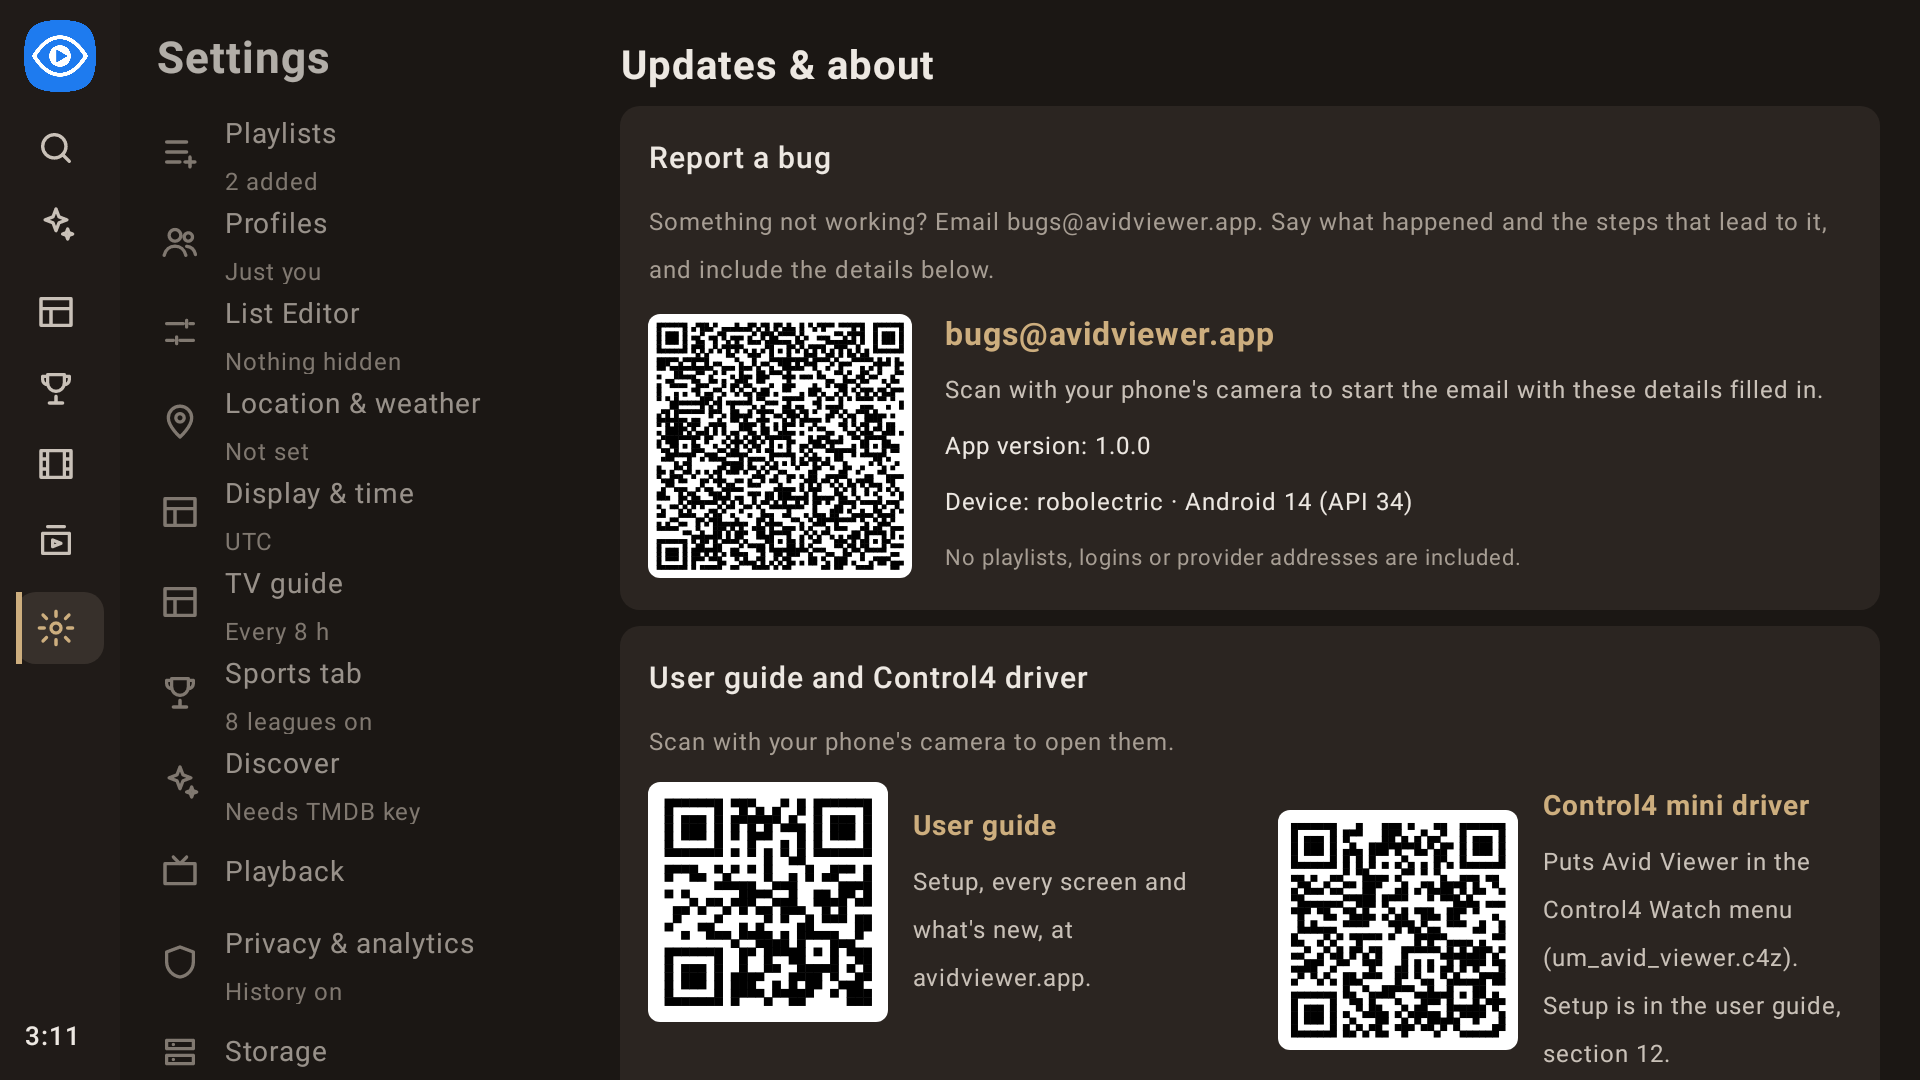 Settings
Playlists
2 added
Profiles
Just you
List Editor
Nothing hidden
Location & weather
Not set
Display & time
UTC
TV guide
Every 8 h
Sports tab
8 leagues on
Discover
Needs TMDB key
Playback
Privacy & analytics
History on
Storage
3:11
Updates & about
Report a bug
Something not working? Email bugs@avidviewer.app. Say what happened and the steps that lead to it,
and include the details below.
bugs@avidviewer.app
Scan with your phone's camera to start the email with these details filled in.
App version: 1.0.0
Device: robolectric · Android 14 (API 34)
No playlists, logins or provider addresses are included.
User guide and Control4 driver
Scan with your phone's camera to open them.
User guide
Setup, every screen and
what's new, at
avidviewer.app.
Control4 mini driver
Puts Avid Viewer in the
Control4 Watch menu
(um_avid_viewer.c4z).
Setup is in the user guide,
section 12.